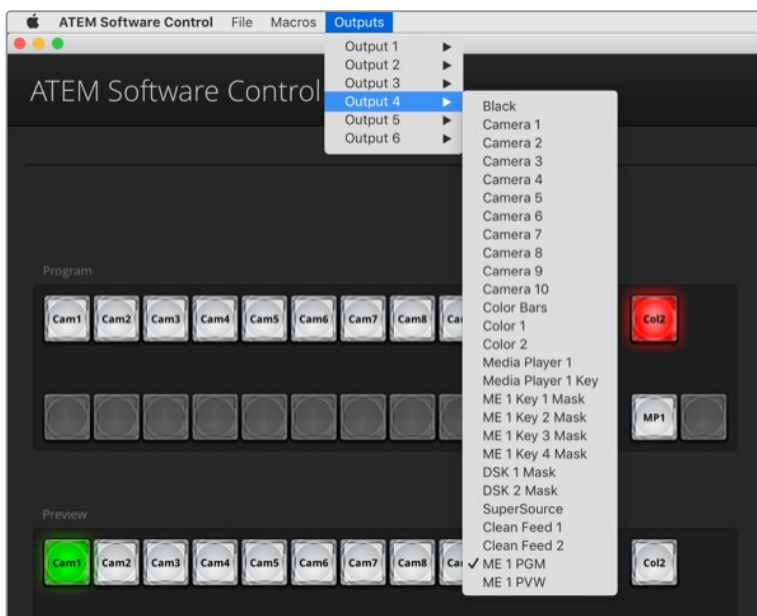 ATEM Software Control File Macros Outputs
ATEM Software Control
Output 1
Output 2
Output 3
Output 4
Output 5
Output 6
Black
Camera 1
Camera 2
Camera 3
Camera 4
Camera 5
Camera 6
Camera 7
Camera 8
Camera 9
Camera 10
Color Bars
Color 1
Color 2
Media Player 1
Media Player 1 Key
ME 1 Key 1 Mask
ME 1 Key 2 Mask
ME 1 Key 3 Mask
ME 1 Key 4 Mask
DSK 1 Mask
DSK 2 Mask
SuperSource
Clean Feed 1
Clean Feed 2
ME 1 PGM
ME 1 PVW
Program
Cam1 Cam2 Cam3 Cam4 Cam5 Cam6 Cam7 Cam8 Col2
MP1
Preview
Cam1 Cam2 Cam3 Cam4 Cam5 Cam6 Cam7 Cam8 Col2